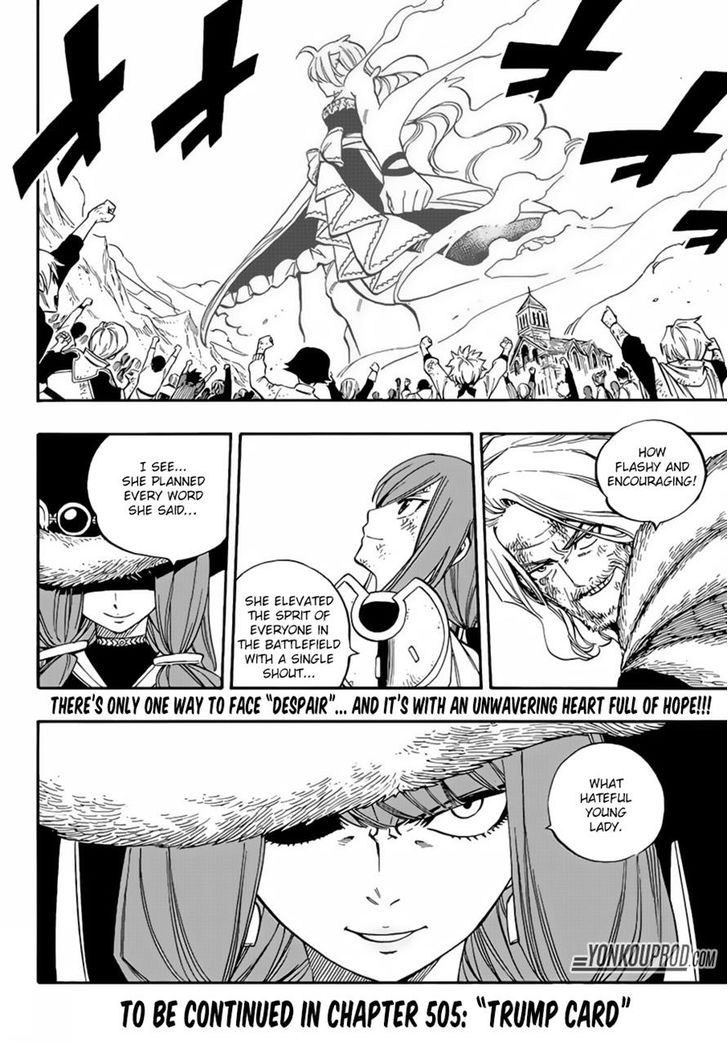 HOW
FLASHY AND
ENCOURAGING!
SHE ELEVATED
THE SPRIT OF
EVERYONE IN
THE BATTLEFIELD
WITH A SINGLE
SHOUT...
I SEE...
SHE PLANNED
EVERY WORD
SHE SAID...
THERE'S ONLY ONE WAY TO FACE "DESPAIR"... AND IT'S WITH AN UNWAVERING HEART FULL OF HOPE!!!
WHAT
HATEFUL
YOUNG
LADY.
=YONKOUPROD.COM
TO BE CONTINUED IN CHAPTER 505: "TRUMP CARD"